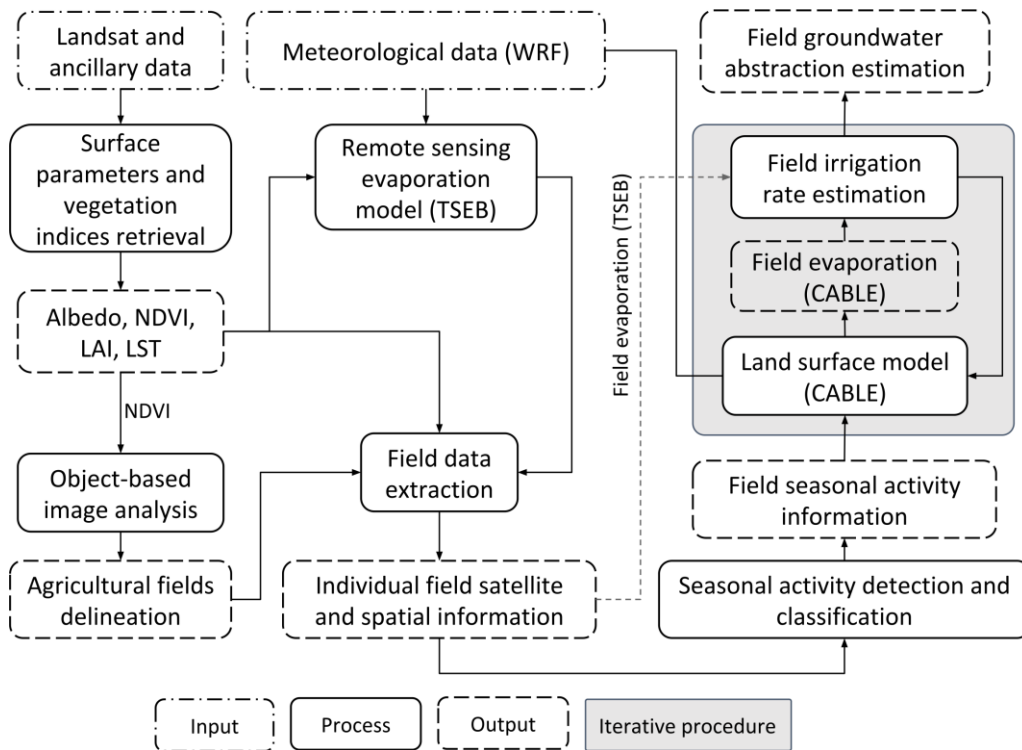 Landsat and
ancillary data
Meteorological data (WRF)
Field groundwater
abstraction estimation
Surface
parameters and
vegetation
indices retrieval
Remote sensing
evaporation
model (TSEB)
Field irrigation
rate estimation
Field evaporation (TSEB)
Field evaporation
(CABLE)
Albedo, NDVI,
LAI, LST
Land surface model
(CABLE)
NDVI
Object-based
image analysis
Field data
extraction
Field seasonal activity
information
Agricultural fields
delineation
Individual field satellite
and spatial information
Seasonal activity detection and
classification
Input
Process
Output
Iterative procedure